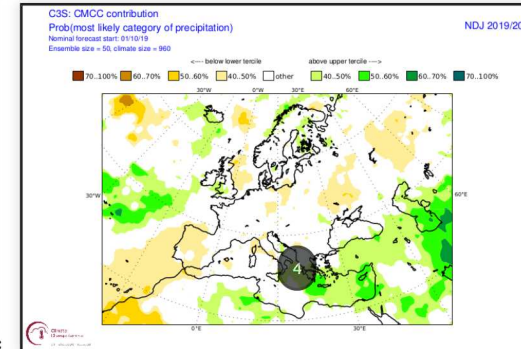 C3S: CMCC contribution
Prob(most likely category of precipitation)
NDJ 2019/20
Nominal forecast start: 01/10/19
Ensemble size = 50, climate size = 960
<---- below lower tercile
above upper tercile ---->
70..100% 60..70% 50..60% 40..50% other 40..50% 50..60% 60..70% 70..100%
30°W 0°W 30°E 60°E
30°W
60°E
4
0°E 30°E